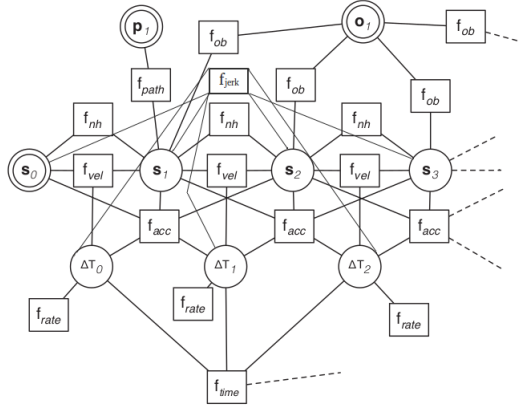 p1 o1
fob fob
fpath fjerk fob fob
fnh fnh fnh
s0 fvel s1 fvel s2 fvel s3
facc facc facc
ΔT0 ΔT1 ΔT2
frate frate frate
ftime